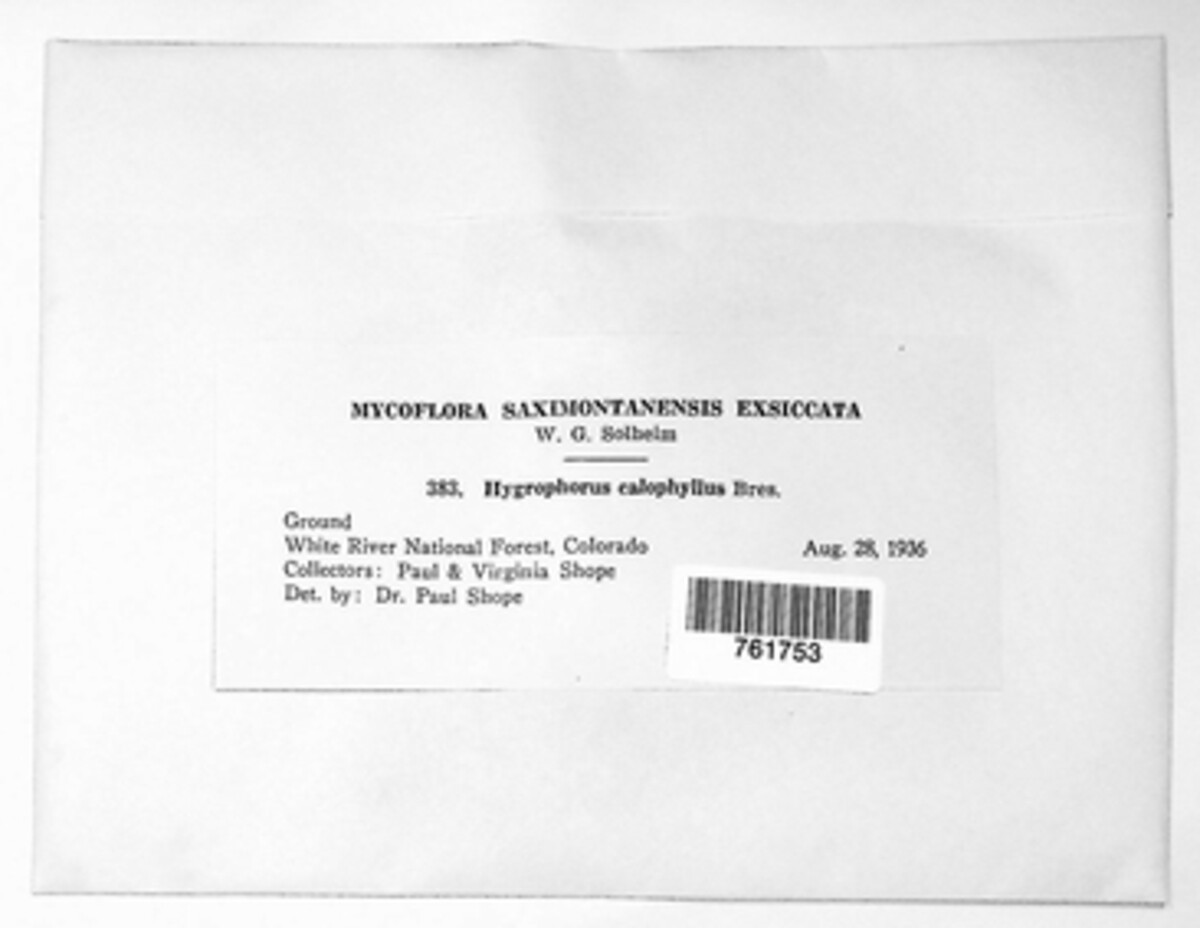 MYCOFLORA SAXIMONTANENSIS EXSICCATA
W. G. Solheim
383. Hygrophorus calophyllus Bres.
Ground
White River National Forest, Colorado Aug. 28, 1936
Collectors: Paul & Virginia Shope
Det. by: Dr. Paul Shope
761753